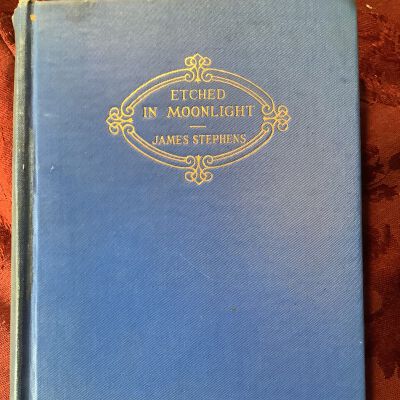 ETCHED
IN MOONLIGHT
JAMES STEPHENS